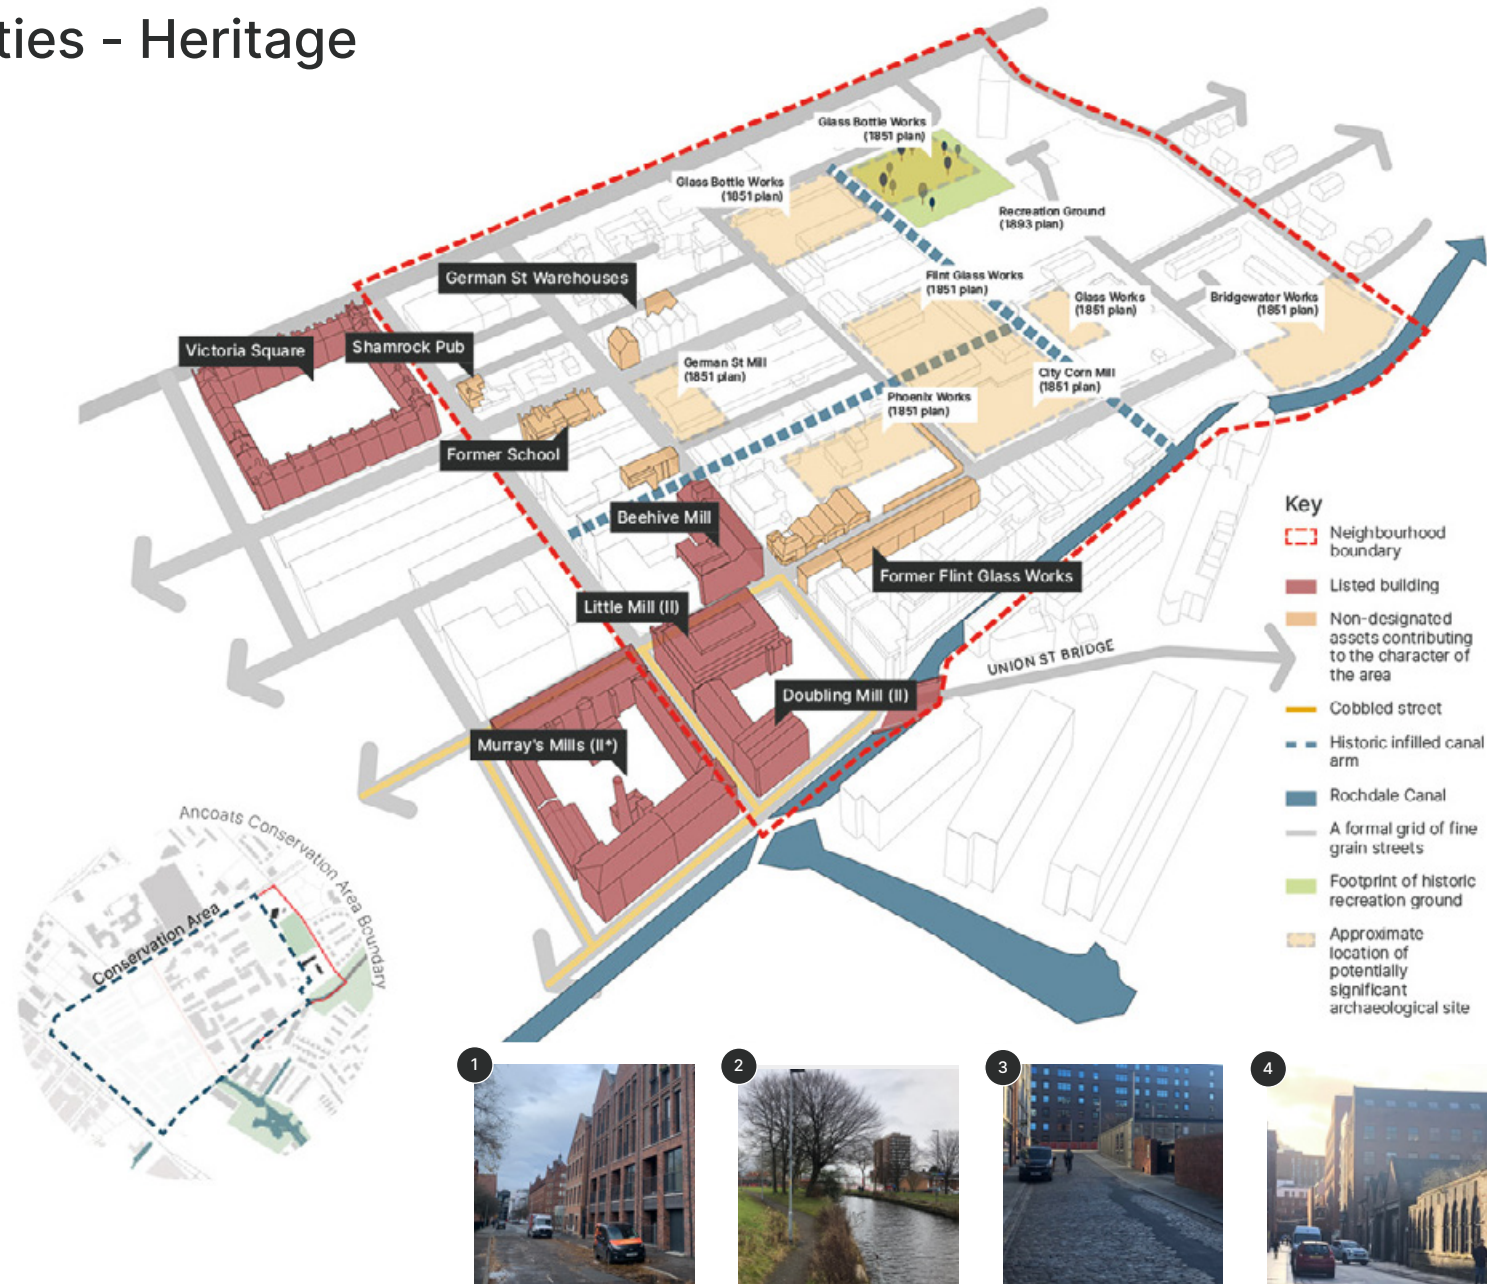 ties - Heritage
Glass Bottle Works
(1851 plan)
Glass Bottle Works
(1851 plan)
Recreation Ground
(1893 plan)
German St Warehouses
Flint Glass Works
(1851 plan)
Glass Works
(1851 plan)
Bridgewater Works
(1851 plan)
Victoria Square
Shamrock Pub
German St Mill
(1851 plan)
City Corn Mill
(1851 plan)
Phoenix Works
(1851 plan)
Former School
Beehive Mill
Former Flint Glass Works
Little Mill (II)
UNION ST BRIDGE
Doubling Mill (II)
Murray's Mills (II*)
Key
Neighbourhood
boundary
Listed building
Non-designated
assets contributing
to the character of
the area
Cobbled street
Historic infilled canal
arm
Rochdale Canal
A formal grid of fine
grain streets
Footprint of historic
recreation ground
Approximate
location of
potentially
significant
archaeological site
Ancoats Conservation Area Boundary
Conservation Area
1
2
3
4